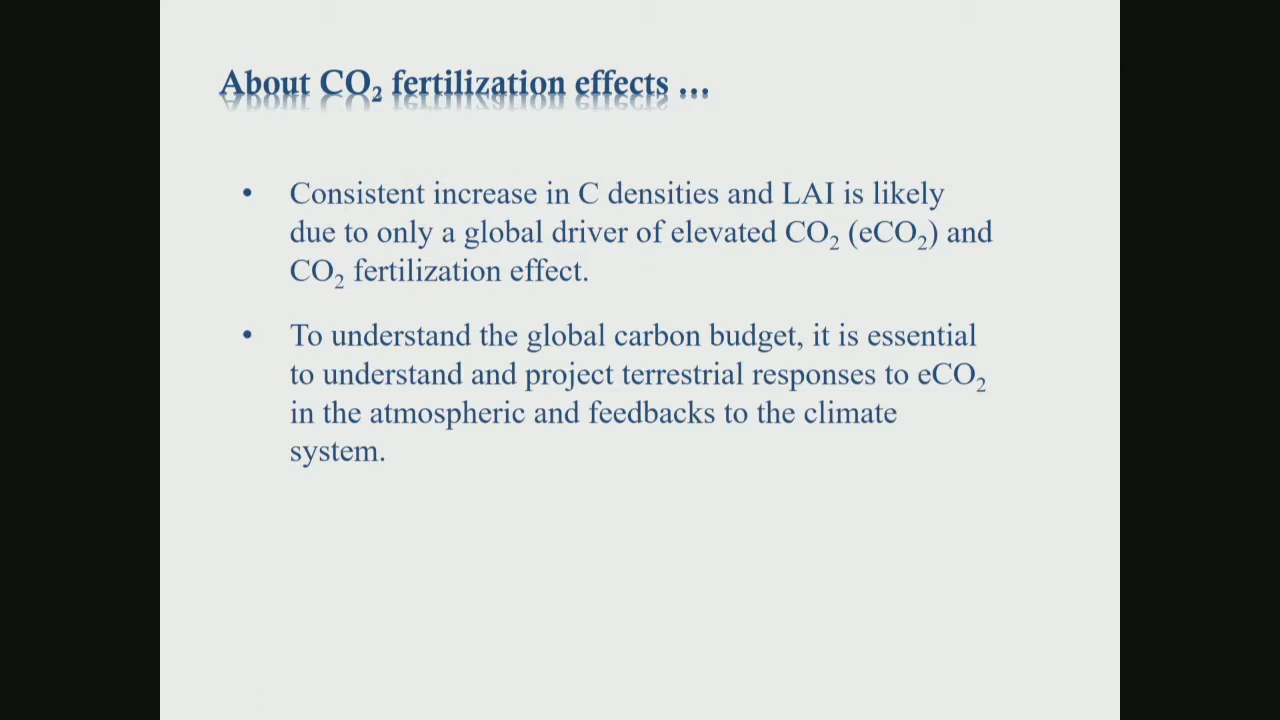 About CO₂ fertilization effects ...
• Consistent increase in C densities and LAI is likely
due to only a global driver of elevated CO₂ (eCO₂) and
CO₂ fertilization effect.
• To understand the global carbon budget, it is essential
to understand and project terrestrial responses to eCO₂
in the atmospheric and feedbacks to the climate
system.